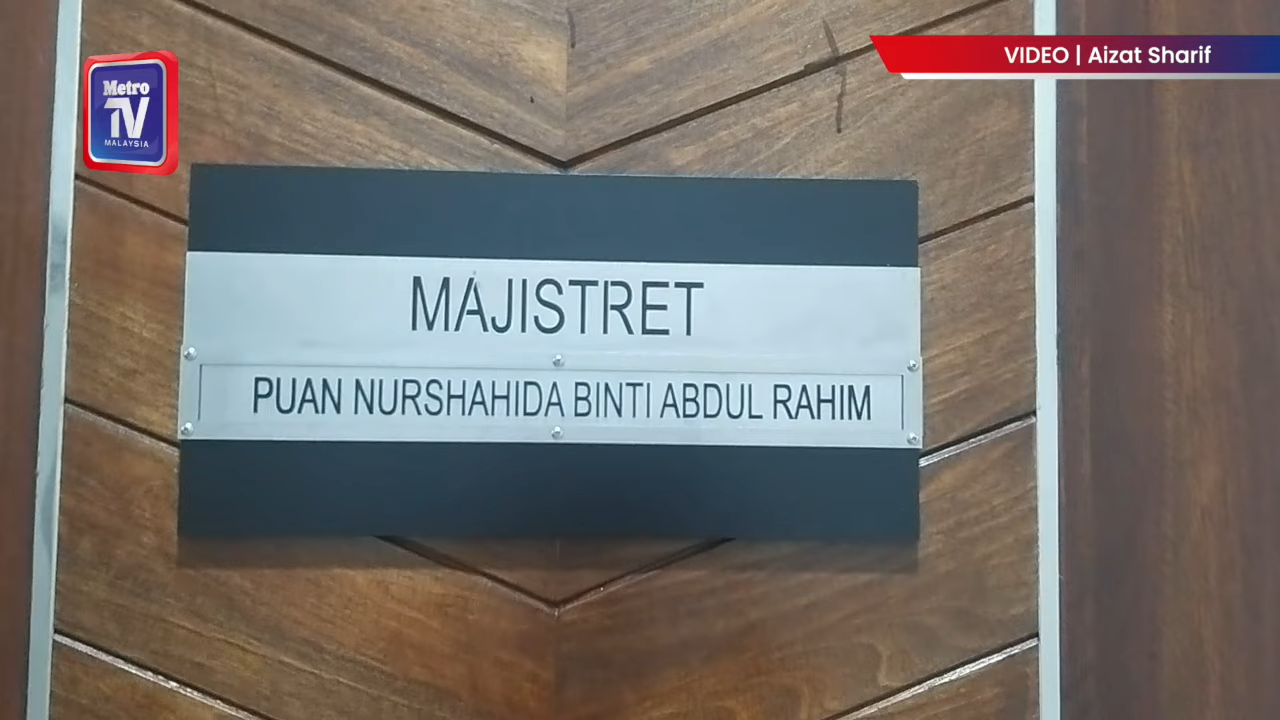 Metro
TV
MALAYSIA
VIDEO | Aizat Sharif
MAJISTRET
PUAN NURSHAHIDA BINTI ABDUL RAHIM